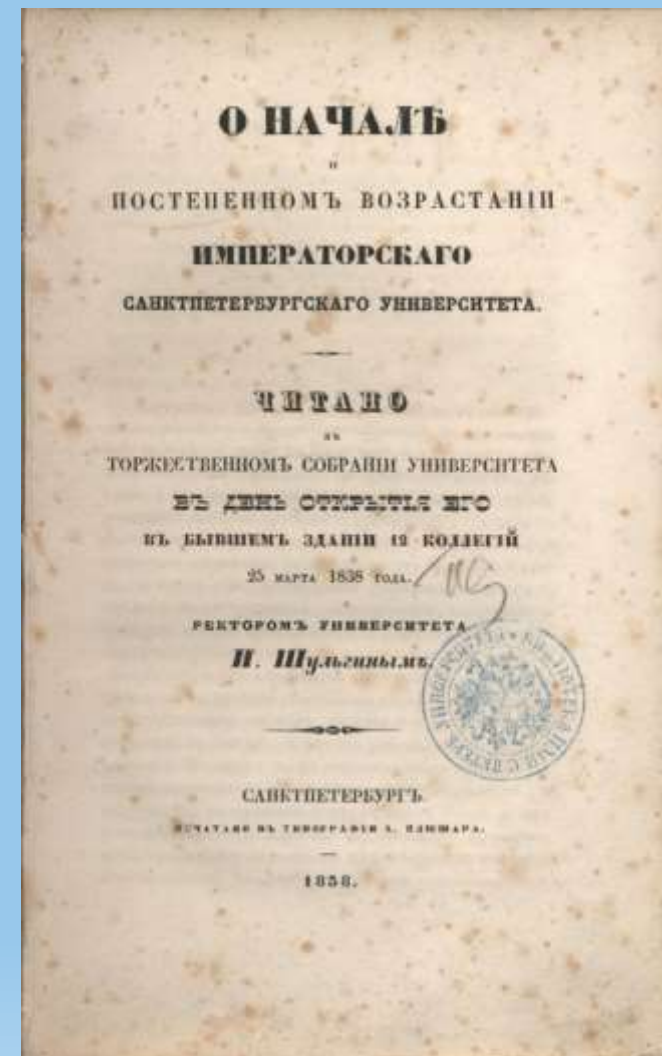 О НАЧАЛѢ
И
ПОСТЕПЕННОМЪ ВОЗРАСТАНІИ
ИМПЕРАТОРСКАГО
САНКТПЕТЕРБУРГСКАГО УНИВЕРСИТЕТА.
ЧИТАНО
ВЪ
ТОРЖЕСТВЕННОМЪ СОБРАНІИ УНИВЕРСИТЕТА
ВЪ ДЕНЬ ОТКРЫТІЯ ЕГО
ВЪ БЫВШЕМЪ ЗДАНІИ 12 КОЛЛЕГІЙ
25 МАРТА 1838 ГОДА.
РЕКТОРОМЪ УНИВЕРСИТЕТА
И. Шульгинымъ.
САНКТПЕТЕРБУРГЪ.
ПЕЧАТАНО ВЪ ТИПОГРАФІИ А. ПЛЮШАРА.
1838.